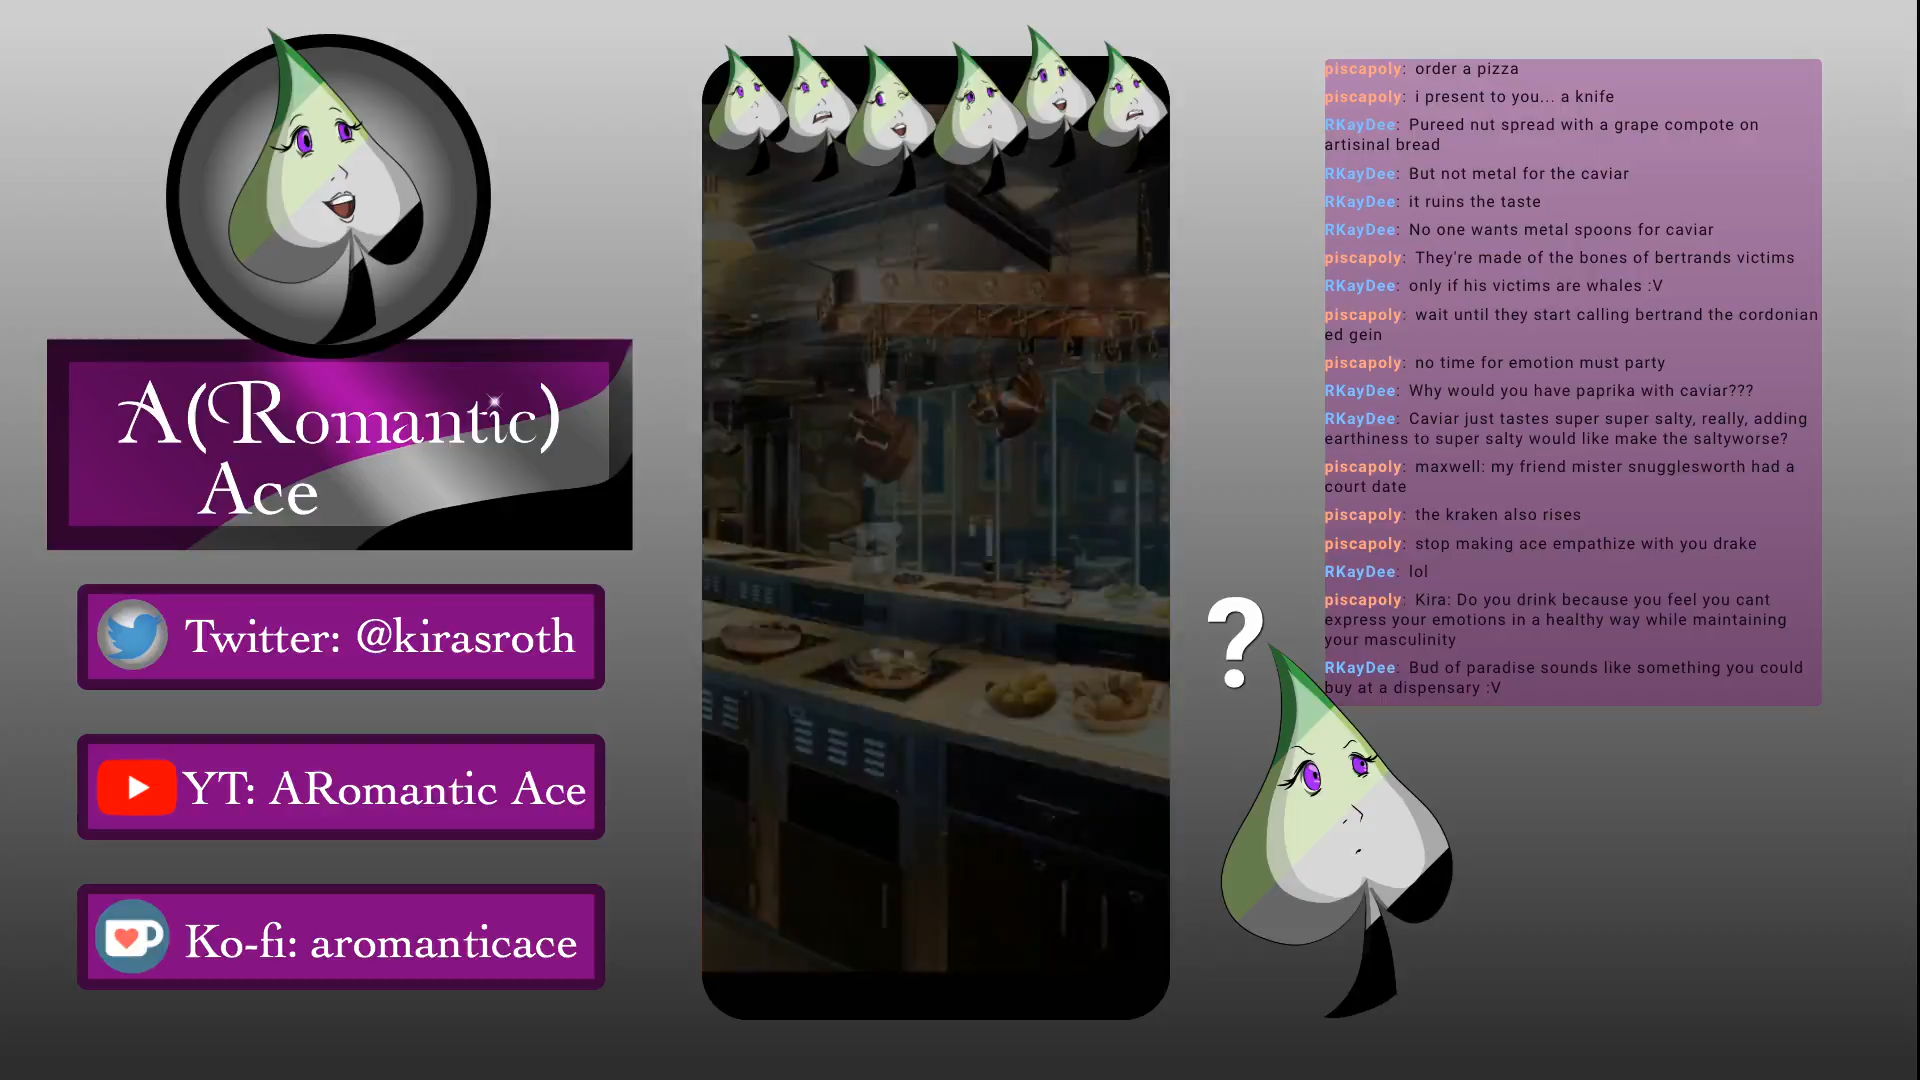 A(Romantic)
Ace
Twitter: @kirasroth
YT: ARomantic Ace
Ko-fi: aromanticace
piscapoly: order a pizza
piscapoly: i present to you... a knife
RKayDee: Pureed nut spread with a grape compote on
artisinal bread
RKayDee: But not metal for the caviar
RKayDee: it ruins the taste
RKayDee: No one wants metal spoons for caviar
piscapoly: They're made of the bones of bertrands victims
RKayDee: only if his victims are whales :V
piscapoly: wait until they start calling bertrand the cordonian
ed gein
piscapoly: no time for emotion must party
RKayDee: Why would you have paprika with caviar???
RKayDee: Caviar just tastes super super salty, really, adding
earthiness to super salty would like make the saltyworse?
piscapoly: maxwell: my friend mister snugglesworth had a
court date
piscapoly: the kraken also rises
piscapoly: stop making ace empathize with you drake
RKayDee: lol
piscapoly: Kira: Do you drink because you feel you cant
express your emotions in a healthy way while maintaining
your masculinity
RKayDee: Bud of paradise sounds like something you could
buy at a dispensary :V
?